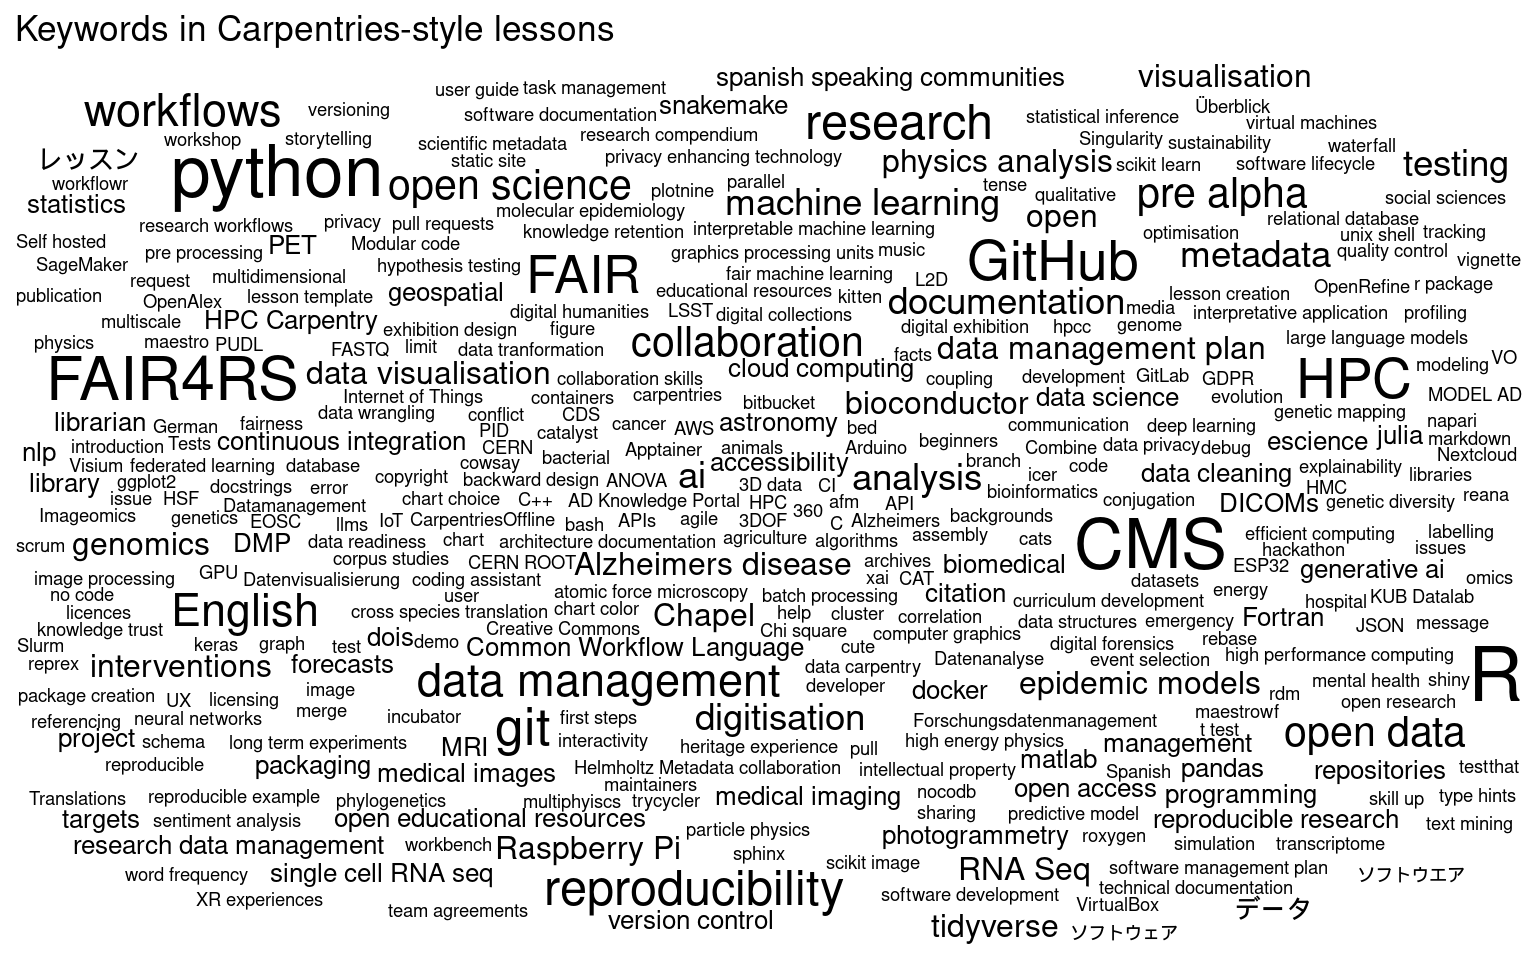 Keywords in Carpentries-style lessons
spanish speaking communities visualisation
user guide task management
workflows versioning software documentation snakemake research statistical inference Überblick virtual machines
workshop storytelling scientific metadata research compendium Singularity sustainability waterfall
レッスン python static site privacy enhancing technology physics analysis scikit learn software lifecycle testing
workflowr open science plotnine parallel tense qualitative pre alpha social sciences
statistics molecular epidemiology machine learning open relational database
research workflows privacy pull requests knowledge retention interpretable machine learning optimisation unix shell tracking
Self hosted pre processing PET Modular code graphics processing units music GitHub metadata quality control vignette
SageMaker request multidimensional hypothesis testing FAIR fair machine learning L2D
publication OpenAlex lesson template geospatial educational resources kitten documentation media lesson creation OpenRefine r package
multiscale HPC Carpentry digital humanities LSST digital collections interpretative application profiling
exhibition design figure digital exhibition hpcc genome
physics maestro PUDL FASTQ limit data tranformation collaboration facts data management plan large language models
FAIR4RS data visualisation collaboration skills cloud computing coupling development GitLab GDPR HPC modeling VO
Internet of Things containers carpentries bitbucket bioconductor data science evolution MODEL AD
librarian German fairness data wrangling conflict CDS cancer AWS astronomy bed communication deep learning genetic mapping napari
nlp introduction Tests continuous integration PID catalyst CERN Apptainer animals Arduino beginners Combine data privacy debug escience julia markdown
Visium federated learning database cowsay bacterial accessibility branch code Nextcloud
library ggplot2 docstrings error copyright backward design ANOVA ai 3D data CI analysis icer data cleaning explainability libraries
issue HSF Datamanagement chart choice C++ AD Knowledge Portal HPC 360 afm API bioinformatics conjugation DICOMs HMC genetic diversity reana
Imageomics genetics EOSC llms IoT CarpentriesOffline bash APIs agile 3DOF C Alzheimers backgrounds
scrum genomics DMP data readiness chart architecture documentation agriculture algorithms assembly cats CMS efficient computing labelling
corpus studies CERN ROOT Alzheimers disease archives biomedical hackathon issues
image processing GPU Datenvisualisierung coding assistant xai CAT datasets ESP32 generative ai omics
no code user atomic force microscopy batch processing citation curriculum development energy hospital KUB Datalab
licences English cross species translation chart color Chapel help cluster correlation data structures emergency Fortran JSON message
knowledge trust Creative Commons Chi square computer graphics
Slurm keras graph test dois demo Common Workflow Language cute digital forensics rebase
reprex interventions forecasts data carpentry Datenanalyse event selection high performance computing R
package creation UX licensing image data management developer docker epidemic models rdm mental health shiny
open research
referencing neural networks merge incubator git first steps digitisation Forschungsdatenmanagement maestrowf t test open data
project schema long term experiments MRI interactivity heritage experience pull high energy physics management
reproducible packaging medical images Helmholtz Metadata collaboration intellectual property matlab Spanish pandas repositories testthat
maintainers
Translations reproducible example phylogenetics multiphyiscs trycycler medical imaging nocodb open access programming skill up type hints
targets sentiment analysis open educational resources particle physics sharing predictive model reproducible research text mining
research data management workbench Raspberry Pi sphinx photogrammetry roxygen simulation transcriptome
word frequency single cell RNA seq scikit image RNA Seq software management plan ソフトウエア
XR experiences reproducibility software development technical documentation
team agreements version control VirtualBox データ
tidyverse ソフトウェア